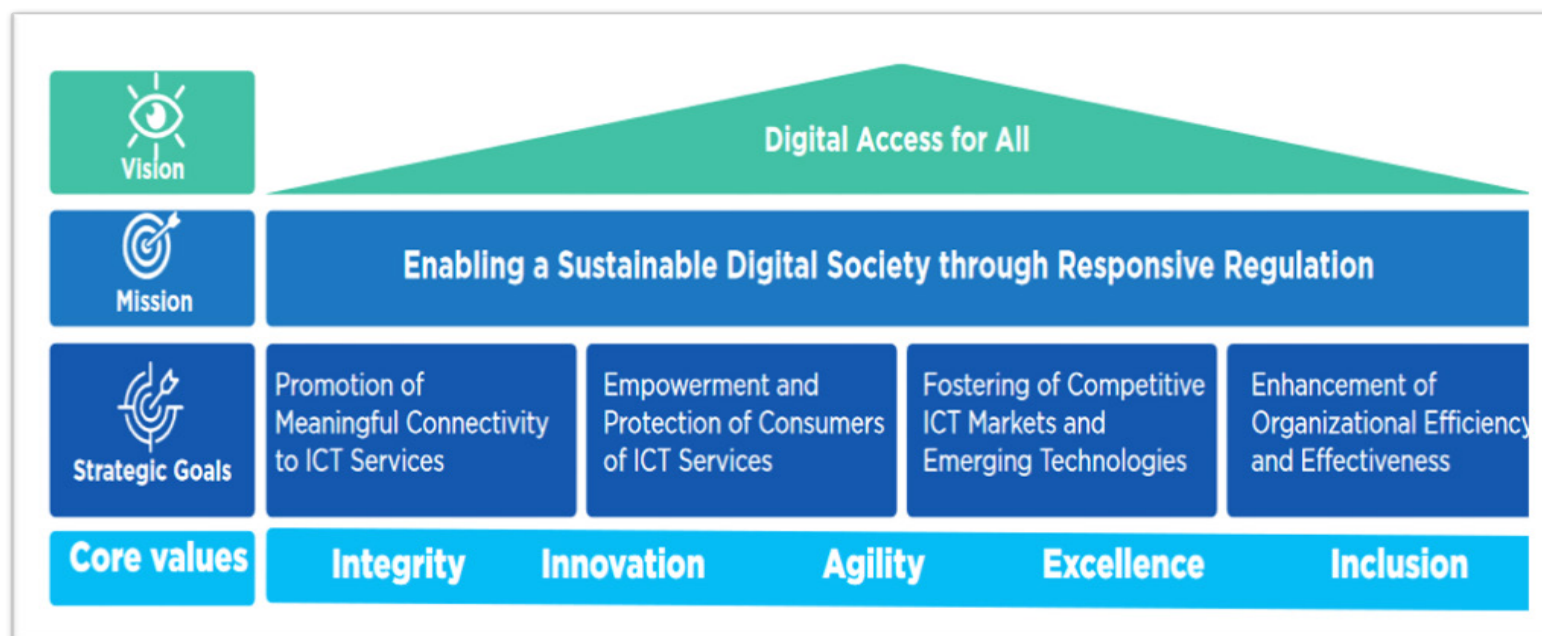 Vision
Digital Access for All
Mission
Enabling a Sustainable Digital Society through Responsive Regulation
Strategic Goals
Promotion of
Meaningful Connectivity
to ICT Services
Empowerment and
Protection of Consumers
of ICT Services
Fostering of Competitive
ICT Markets and
Emerging Technologies
Enhancement of
Organizational Efficiency
and Effectiveness
Core values
Integrity Innovation Agility Excellence Inclusion